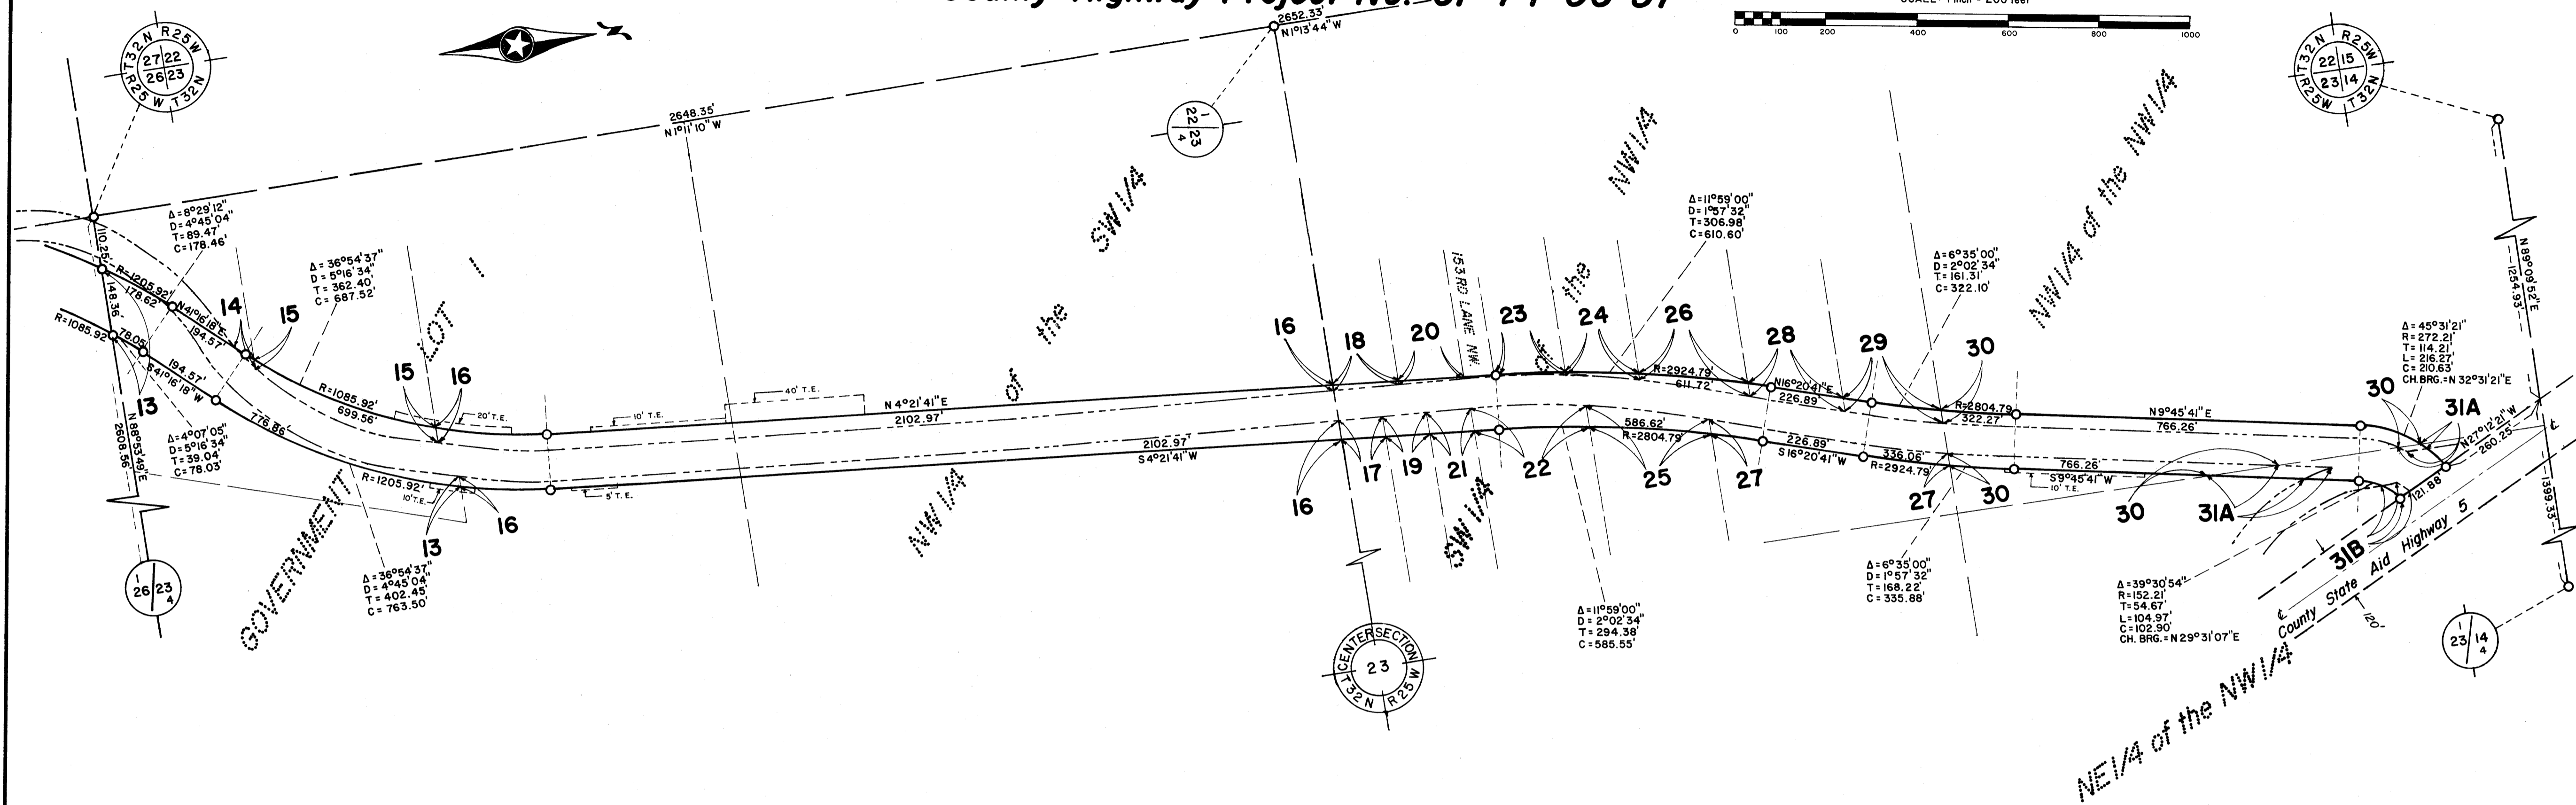 T32N R25W
27 22
26 23
R25W T32N
2652.33'
N1°13'44"W
0 100 200 400 600 800 1000
T32N R25W
22 15
23 14
R25W T32N
2648.35'
N1°11'10"W
1
22 23
4
SW1/4
of
the
NW1/4
NW1/4
of the
SW1/4
NW1/4 of the NW1/4
Δ=8°29'12"
D=4°45'04"
T=89.47'
C=178.46'
Δ=36°54'37"
D=5°16'34"
T=362.40'
C=687.52'
110.25'
148.36'
R=1205.92'
178.62'
N41°16'18"E
194.57'
14
15
R=1085.92'
78.05'
194.57'
S41°16'18"W
13
N88°53'49"E
2608.56'
Δ=4°07'05"
D=5°16'34"
T=39.04'
C=78.03'
776.86'
R=1205.92'
10' T.E.
R=1085.92'
699.56'
15
16
20' T.E.
10' T.E.
40' T.E.
N4°21'41"E
2102.97'
2102.97'
S4°21'41"W
5' T.E.
13
16
GOVERNMENT
LOT 1
Δ=36°54'37"
D=4°45'04"
T=402.45'
C=763.50'
1
26 23
4
153RD LANE NW.
16
18
20
23
24
26
28
29
30
Δ=11°59'00"
D=1°57'32"
T=306.98'
C=610.60'
R=2924.79'
611.72'
N16°20'41"E
226.89
Δ=6°35'00"
D=2°02'34"
T=161.31'
C=322.10'
R=2804.79'
322.27'
N9°45'41"E
766.26'
16
17
19
21
22
25
27
27
30
30
31A
586.62'
R=2804.79'
226.89'
S16°20'41"W
336.06'
R=2924.79'
766.26'
S9°45'41"W
10' T.E.
Δ=11°59'00"
D=2°02'34"
T=294.38'
C=585.55'
Δ=6°35'00"
D=1°57'32"
T=168.22'
C=335.88'
CENTER SECTION
23
T32N R25W
Δ=45°31'21"
R=272.21'
T=114.21'
L=216.27'
C=210.63'
CH.BRG.=N32°31'21"E
30
31A
N27°12'21"W
260.25'
121.88'
31B
Δ=39°30'54"
R=152.21'
T=54.67'
L=104.97'
C=102.90'
CH. BRG.=N29°31'07"E
N89°09'52"E
1254.93'
1399.33'
County State Aid Highway 5
120'
1
23 14
4
NE1/4 of the NW1/4